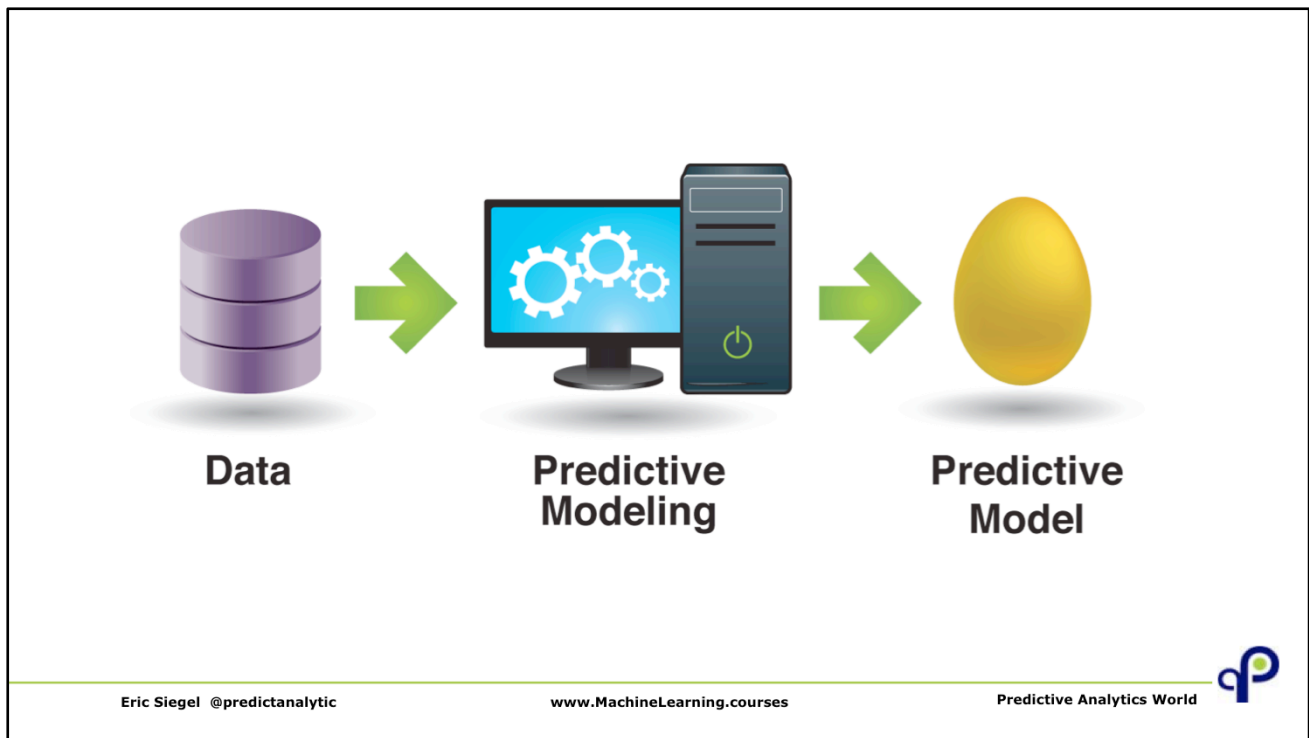 Data
Predictive
Modeling
Predictive
Model
Eric Siegel @predictanalytic
www.MachineLearning.courses
Predictive Analytics World